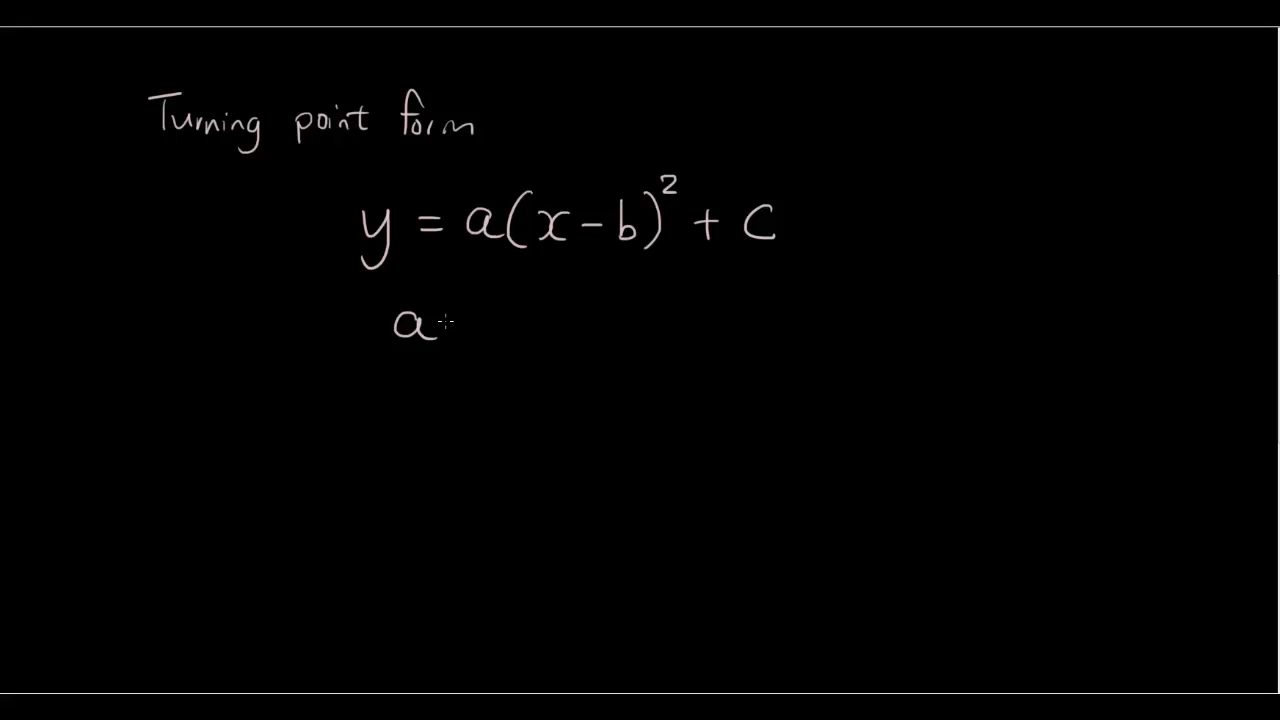 Turning point form
y = a(x-b)² + c
a